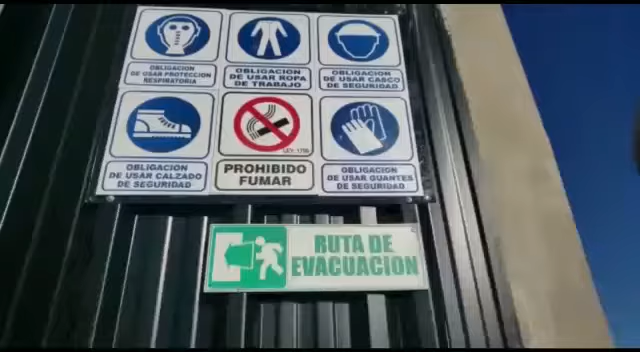 OBLIGACION
DE USAR PROTECCION
RESPIRATORIA
OBLIGACION
DE USAR ROPA
DE TRABAJO
OBLIGACION
DE USAR CASCO
DE SEGURIDAD
OBLIGACION
DE USAR CALZADO
DE SEGURIDAD
PROHIBIDO
FUMAR
OBLIGACION
DE USAR GUANTES
DE SEGURIDAD
RUTA DE
EVACUACION